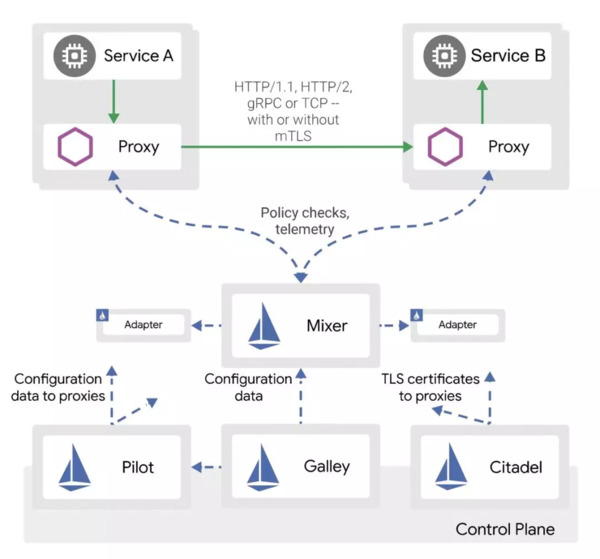 Service A
Service B
HTTP/1.1, HTTP/2,
gRPC or TCP --
with or without
mTLS
Proxy
Proxy
Policy checks,
telemetry
Adapter
Mixer
Adapter
Configuration
data to proxies
Configuration
data
TLS certificates
to proxies
Pilot
Galley
Citadel
Control Plane